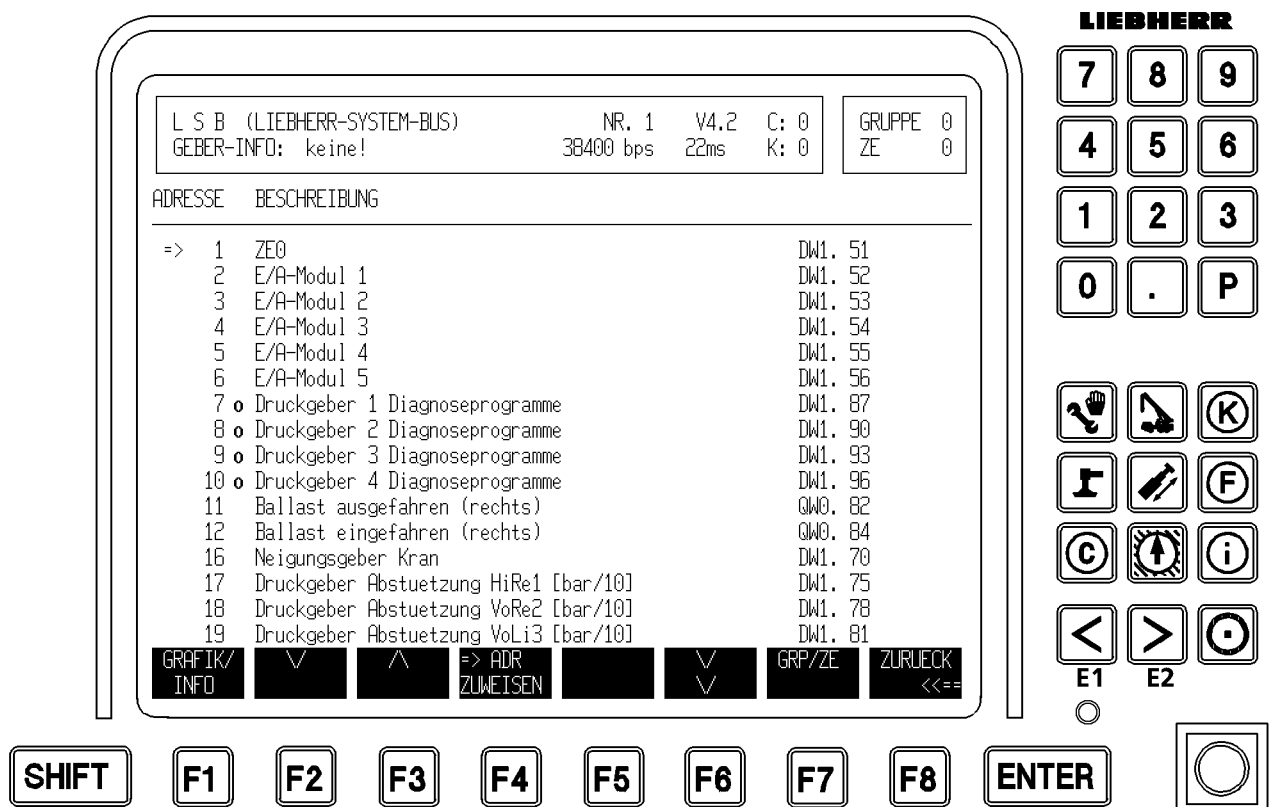 LIEBHERR
L S B (LIEBHERR-SYSTEM-BUS) NR. 1 V4.2 C: 0 GRUPPE 0
GEBER-INFO: keine! 38400 bps 22ms K: 0 ZE 0
ADRESSE BESCHREIBUNG
=> 1 ZE0 DW1. 51
2 E/A-Modul 1 DW1. 52
3 E/A-Modul 2 DW1. 53
4 E/A-Modul 3 DW1. 54
5 E/A-Modul 4 DW1. 55
6 E/A-Modul 5 DW1. 56
7 o Druckgeber 1 Diagnoseprogramme DW1. 87
8 o Druckgeber 2 Diagnoseprogramme DW1. 90
9 o Druckgeber 3 Diagnoseprogramme DW1. 93
10 o Druckgeber 4 Diagnoseprogramme DW1. 96
11 Ballast ausgefahren (rechts) QW0. 82
12 Ballast eingefahren (rechts) QW0. 84
16 Neigungsgeber Kran DW1. 70
17 Druckgeber Abstuetzung HiRe1 [bar/10] DW1. 75
18 Druckgeber Abstuetzung VoRe2 [bar/10] DW1. 78
19 Druckgeber Abstuetzung VoLi3 [bar/10] DW1. 81
GRAFIK/ \/ /\ => ADR \/ GRP/ZE ZURUECK
INFO ZUWEISEN \/ <<==
7 8 9
4 5 6
1 2 3
0 . P
K
F
C i
< >
E1 E2
SHIFT F1 F2 F3 F4 F5 F6 F7 F8 ENTER